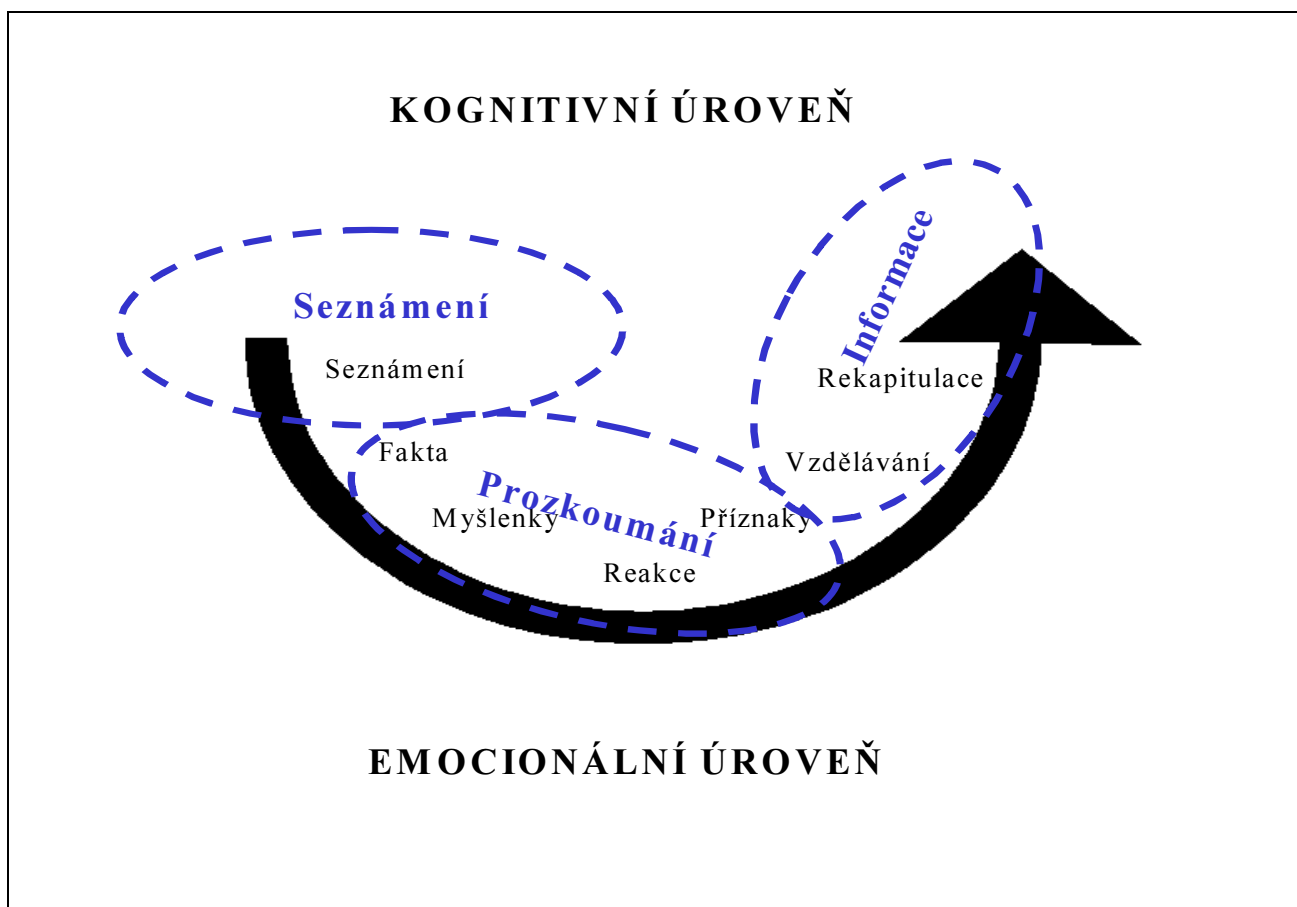 KOGNITIVNÍ ÚROVEŇ
Informace
Seznámení
Seznámení
Rekapitulace
Fakta
Vzdělávání
Prozkoumání
Myšlenky
Příznaky
Reakce
EMOCIONÁLNÍ ÚROVEŇ